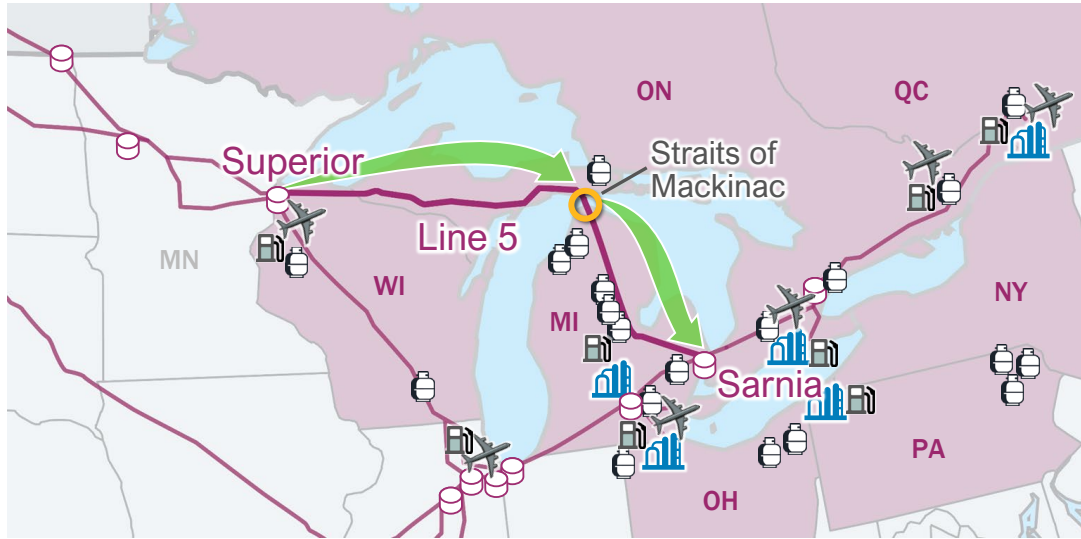 ON
QC
Superior
Straits of
Mackinac
Line 5
MN
WI
MI
NY
Sarnia
PA
OH